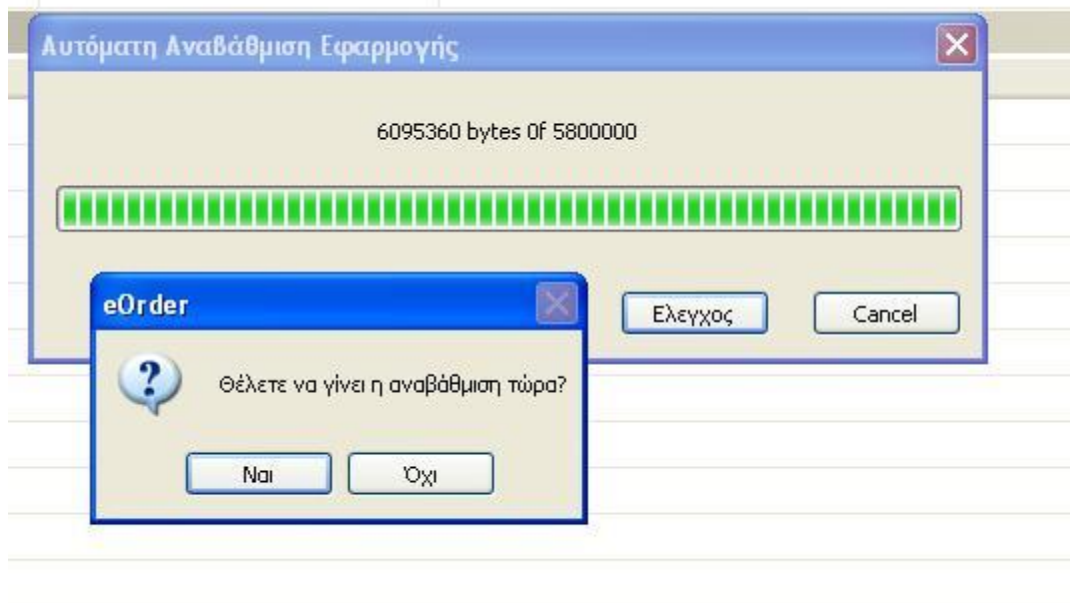 Αυτόματη Αναβάθμιση Εφαρμογής
6095360 bytes 0f 5800000
Ελεγχος
Cancel
eOrder
Θέλετε να γίνει η αναβάθμιση τώρα?
Ναι
Όχι